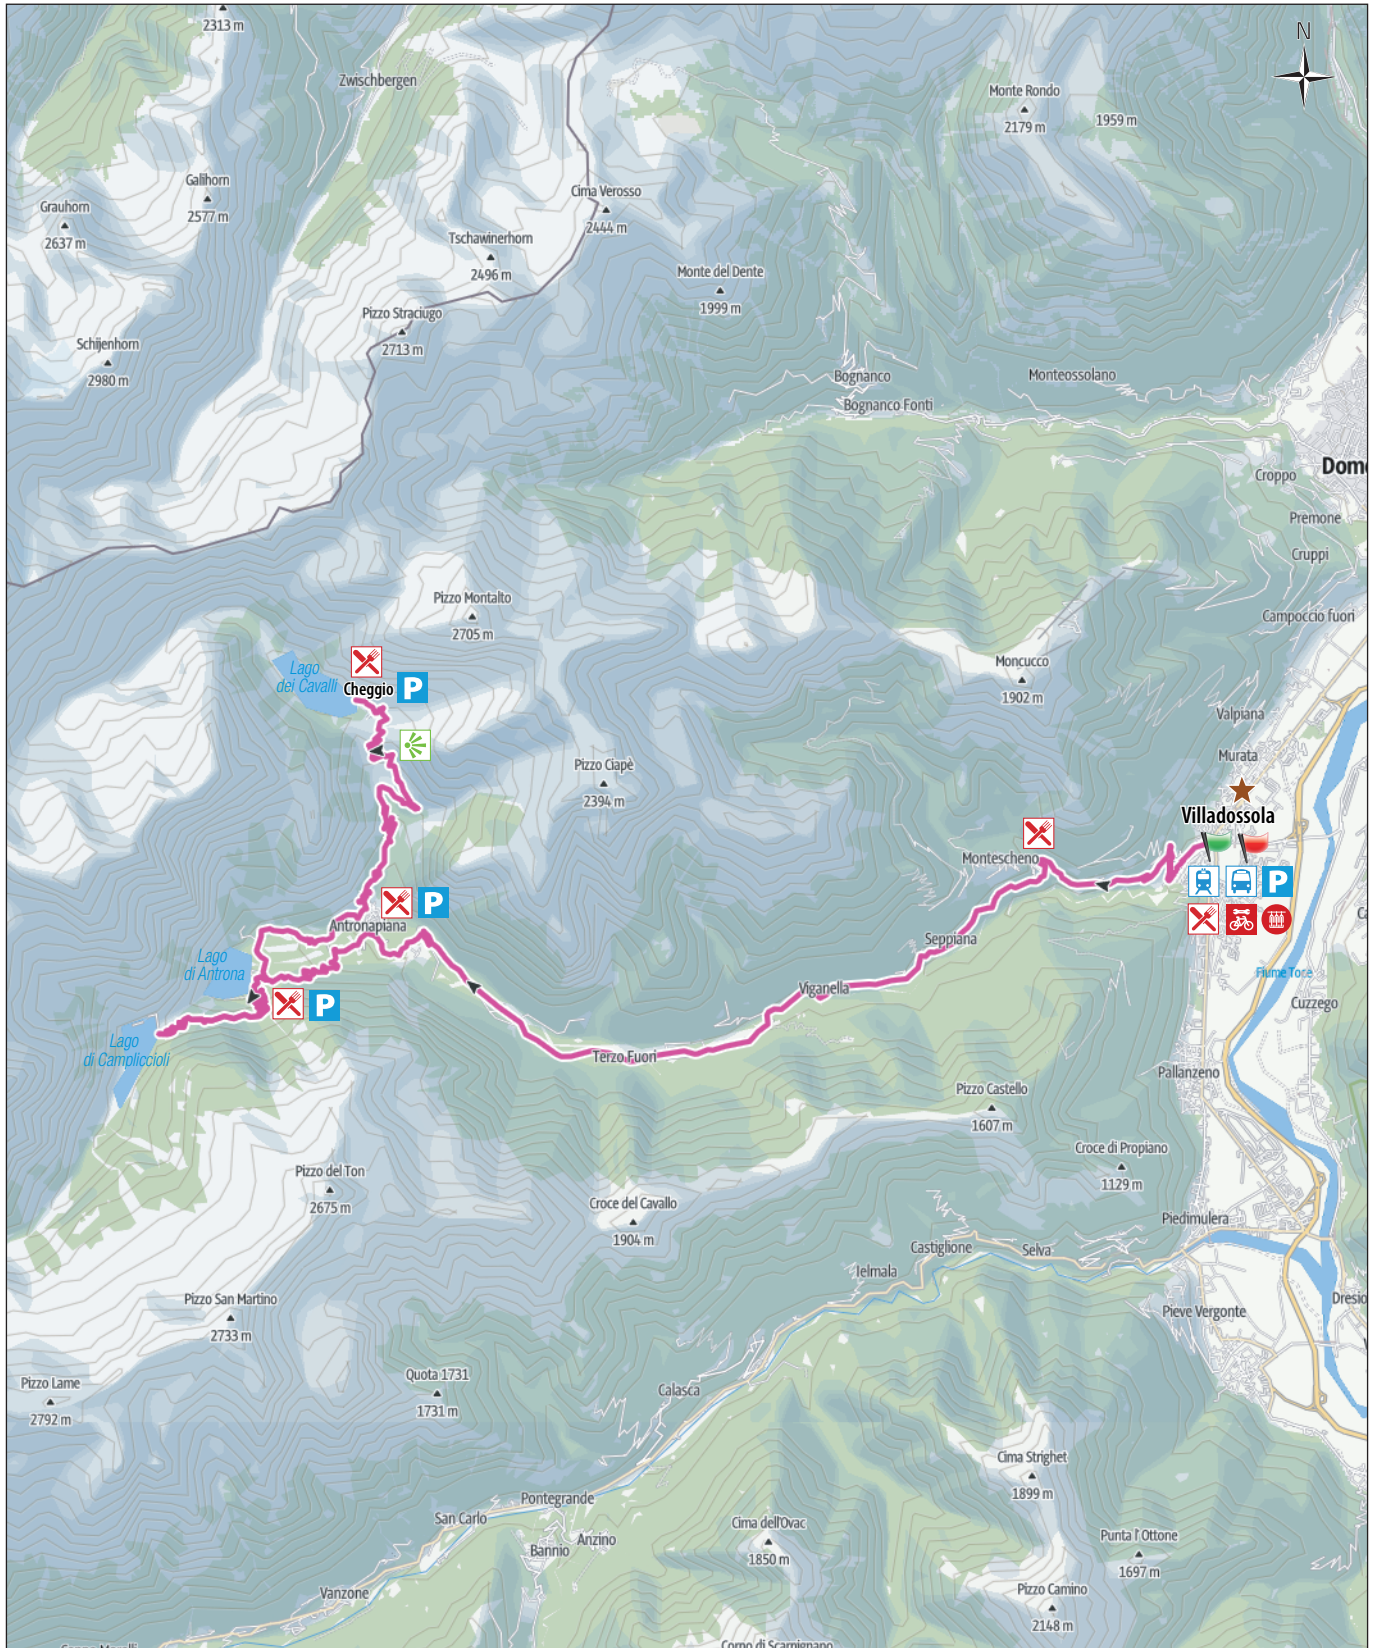 2313 m
N
Zwischbergen
Monte Rondo
2179 m
1959 m
Galihorn
2577 m
Cima Verosso
2444 m
Grauhorn
2637 m
Tschawinerhorn
2496 m
Monte del Dente
1999 m
Pizzo Straciugo
2713 m
Schijenhorn
2980 m
Bognanco
Monteossolano
Bognanco Fonti
Domo
Croppo
Premone
Cruppi
Pizzo Montalto
2705 m
Campoccio fuori
Lago
dei Cavalli
Cheggio
P
Moncucco
1902 m
Valpiana
Murata
Pizzo Ciapè
2394 m
Villadossola
Montescheno
P
P
Antronapiana
Seppiana
Lago
di Antrona
Fiume Toce
Viganella
P
Cuzzego
Lago
di Campliccioli
Terzo Fuori
Pallanzeno
Pizzo Castello
1607 m
Croce di Propiano
1129 m
Pizzo del Ton
2675 m
Croce del Cavallo
1904 m
Piedimulera
Castiglione
Selva
Ielmala
Pizzo San Martino
2733 m
Dresio
Pieve Vergonte
Pizzo Lame
2792 m
Quota 1731
1731 m
Calasca
Cima Strighet
1899 m
Pontegrande
San Carlo
Anzino
Bannio
Cima dell'Ovac
1850 m
Punta l' Ottone
1697 m
Vanzone
Pizzo Camino
2148 m